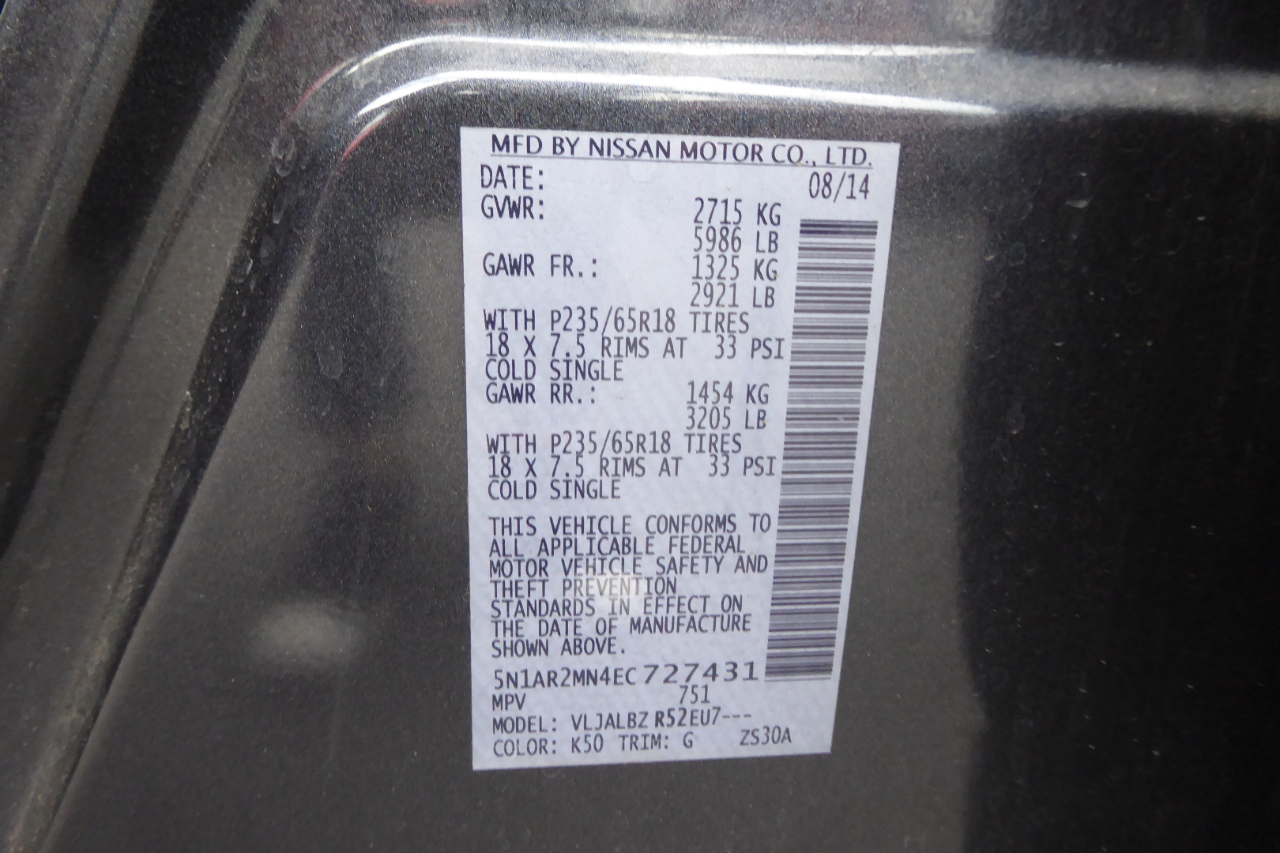 MFD BY NISSAN MOTOR CO., LTD.
DATE: 08/14
GVWR: 2715 KG
5986 LB
GAWR FR.: 1325 KG
2921 LB
WITH P235/65R18 TIRES
18 X 7.5 RIMS AT 33 PSI
COLD SINGLE
GAWR RR.: 1454 KG
3205 LB
WITH P235/65R18 TIRES
18 X 7.5 RIMS AT 33 PSI
COLD SINGLE
THIS VEHICLE CONFORMS TO
ALL APPLICABLE FEDERAL
MOTOR VEHICLE SAFETY AND
THEFT PREVENTION
STANDARDS IN EFFECT ON
THE DATE OF MANUFACTURE
SHOWN ABOVE.
5N1AR2MN4EC727431
MPV 751
MODEL: VLJALBZ R52EU7---
COLOR: K50 TRIM: G ZS30A